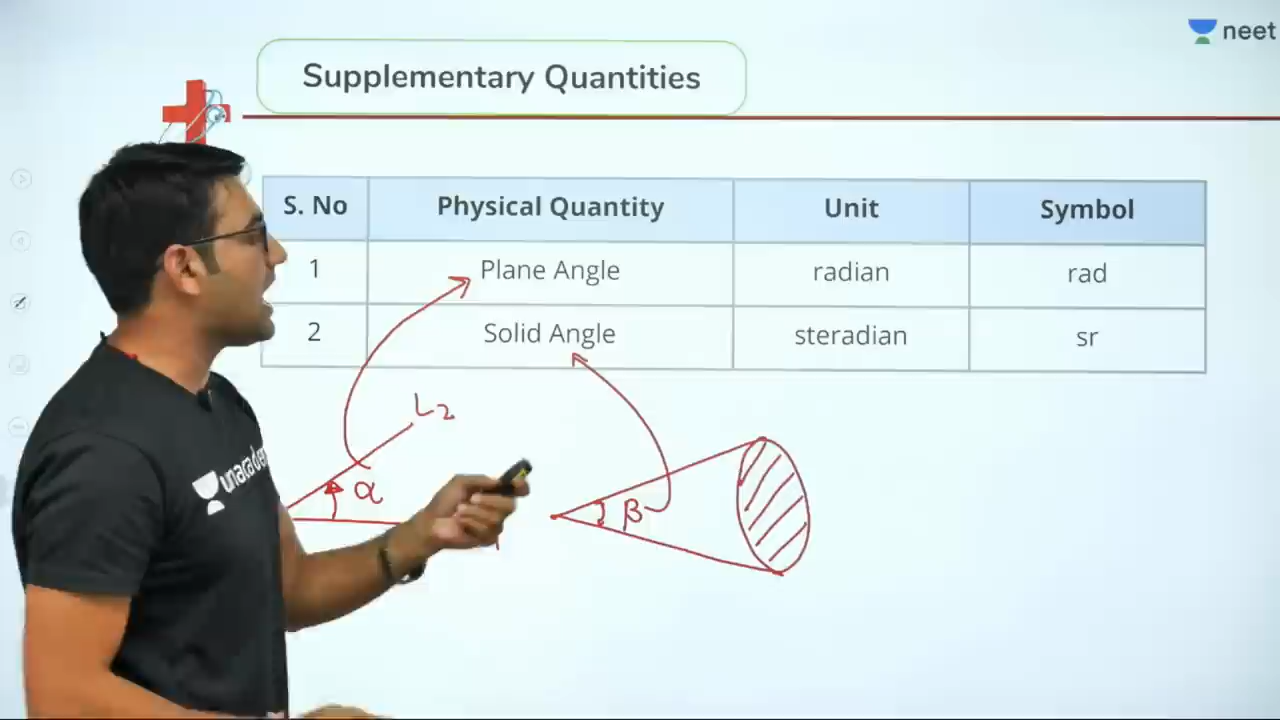 neet
Supplementary Quantities
S. No Physical Quantity Unit Symbol
1 Plane Angle radian rad
2 Solid Angle steradian sr
L2
α
β